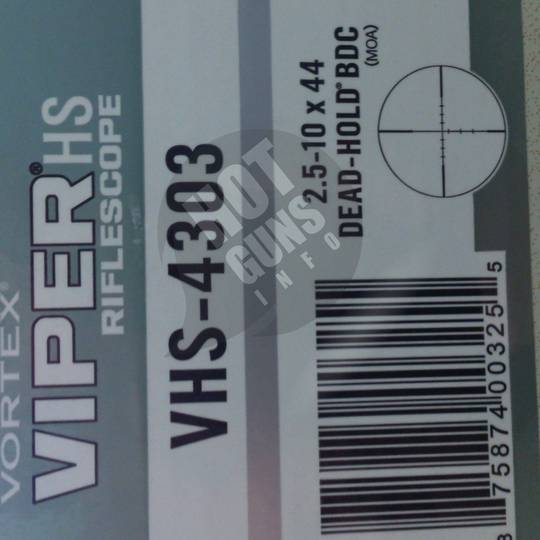 VORTEX®
VIPER® HS
RIFLESCOPE
VHS-4303
2.5-10 x 44
DEAD-HOLD® BDC
(MOA)
8 75874 00325 5
HOT
GUNS
INFO